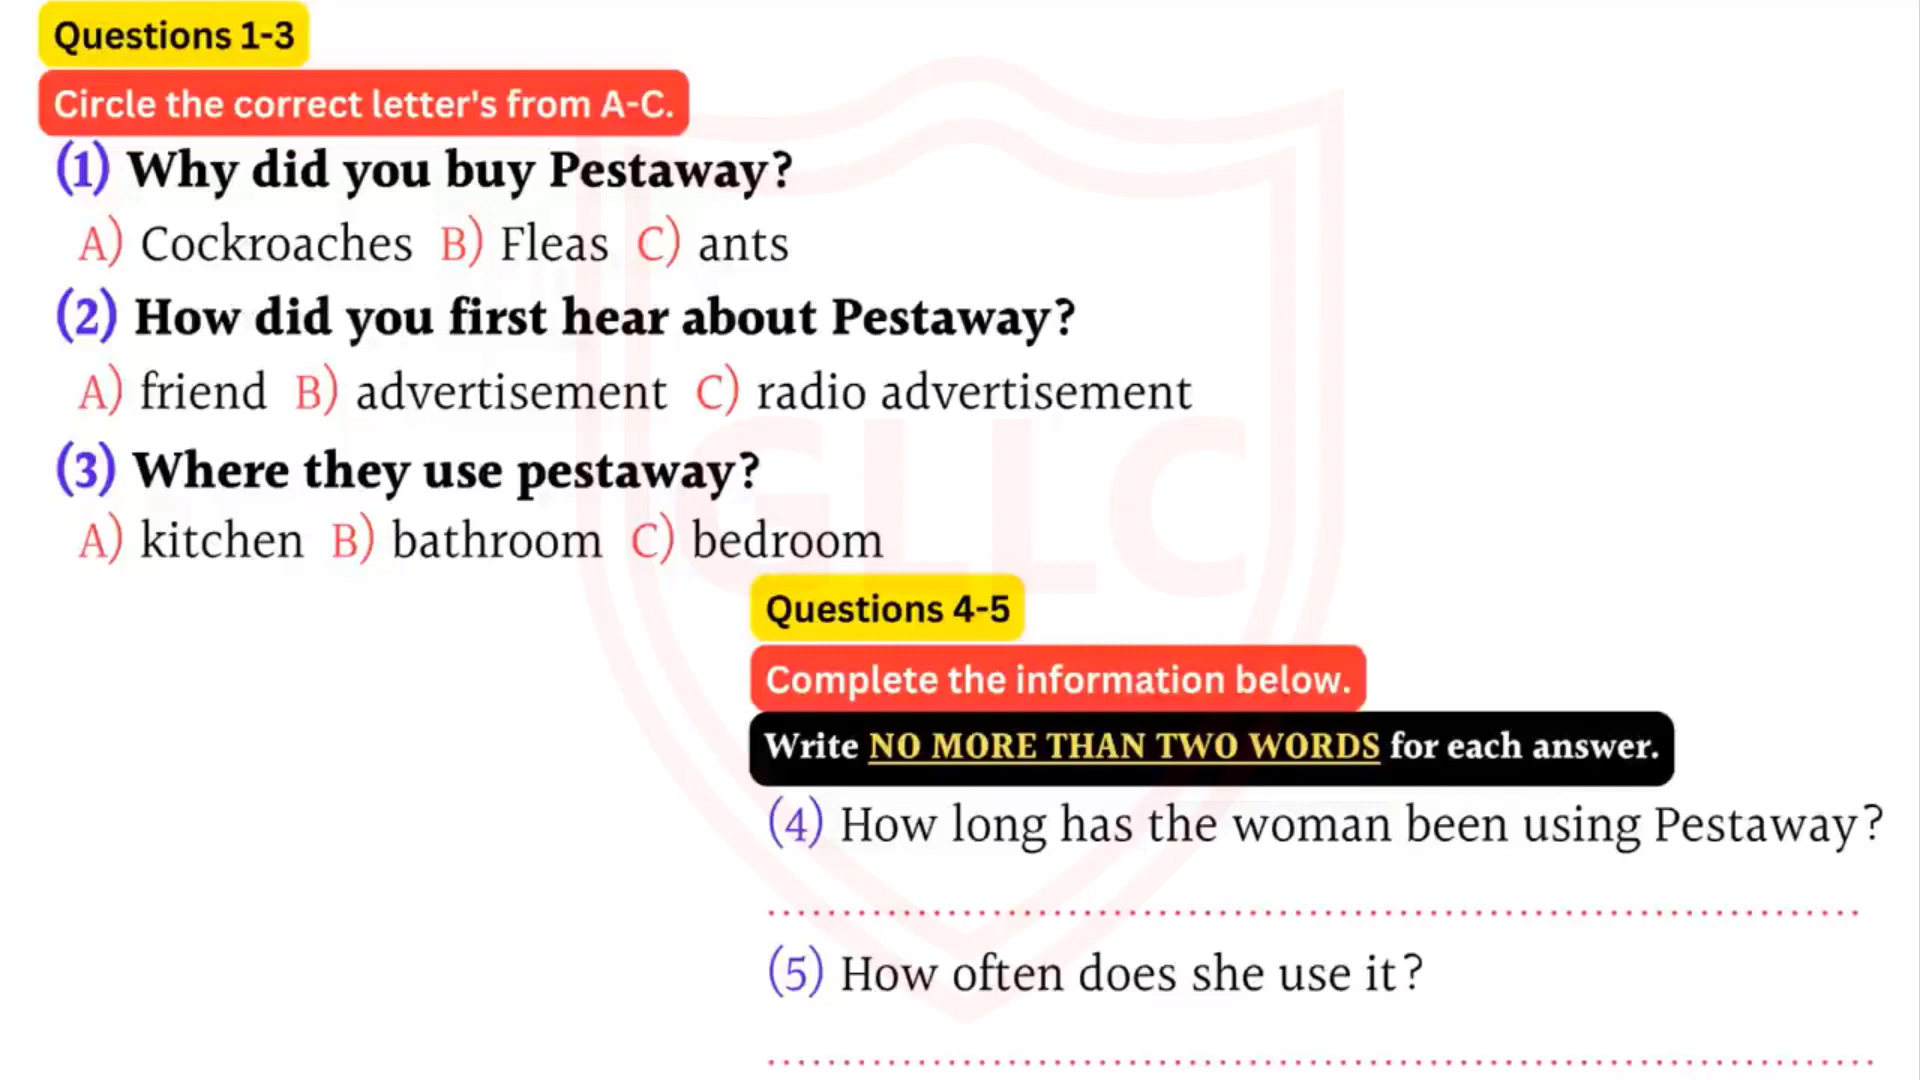 Questions 1-3
Circle the correct letter's from A-C.
(1) Why did you buy Pestaway?
A) Cockroaches B) Fleas C) ants
(2) How did you first hear about Pestaway?
A) friend B) advertisement C) radio advertisement
(3) Where they use pestaway?
A) kitchen B) bathroom C) bedroom
GLLC
Questions 4-5
Complete the information below.
Write NO MORE THAN TWO WORDS for each answer.
(4) How long has the woman been using Pestaway?
(5) How often does she use it?